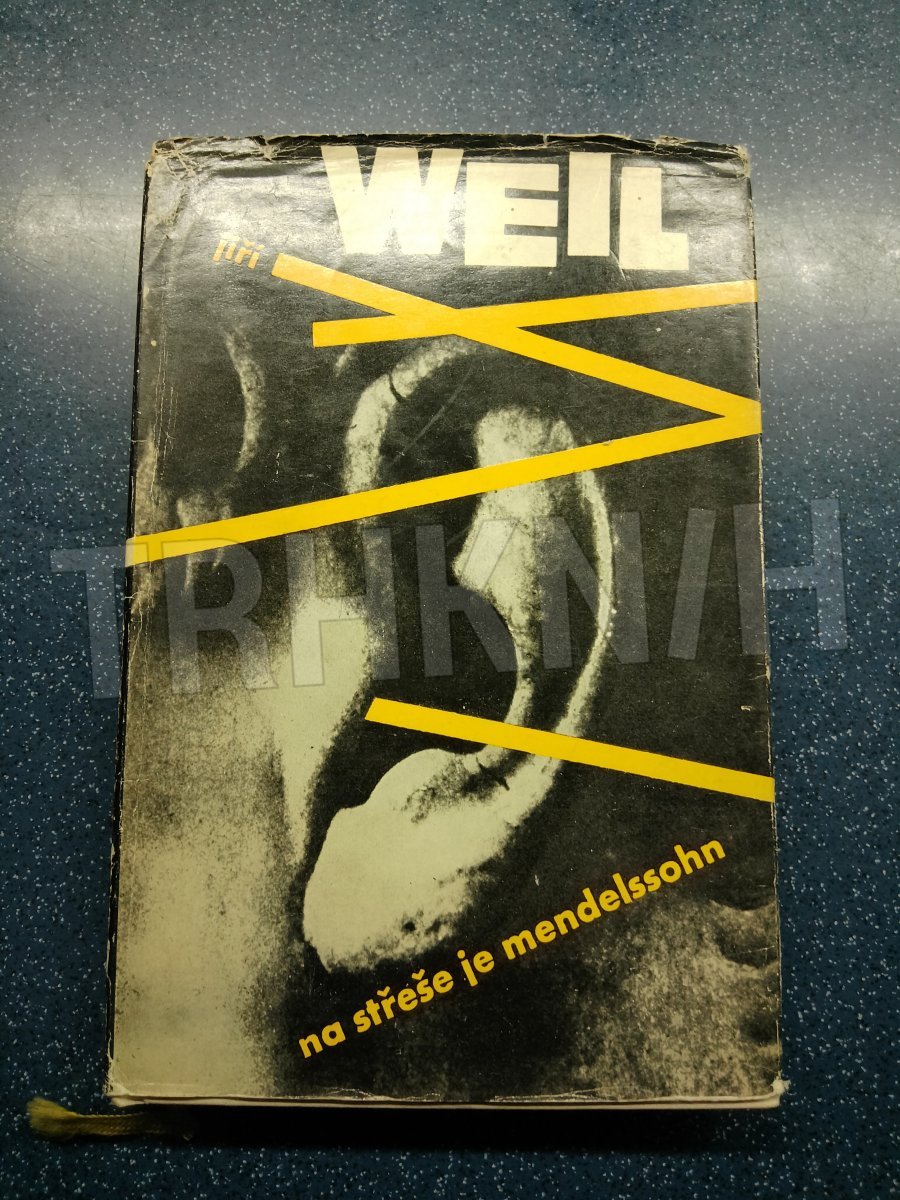 WEIL
jiří
TRHKNIH
na střeše je mendelssohn